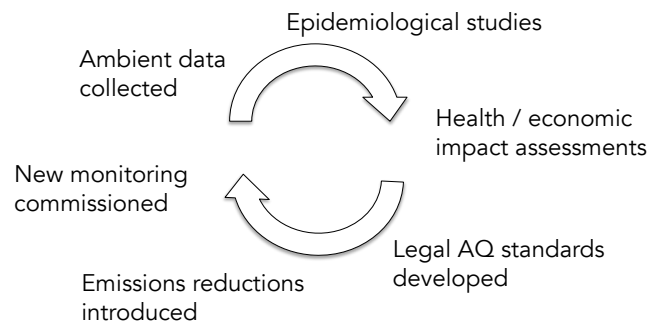 Epidemiological studies
Ambient data
collected
Health / economic
impact assessments
New monitoring
commissioned
Legal AQ standards
developed
Emissions reductions
introduced